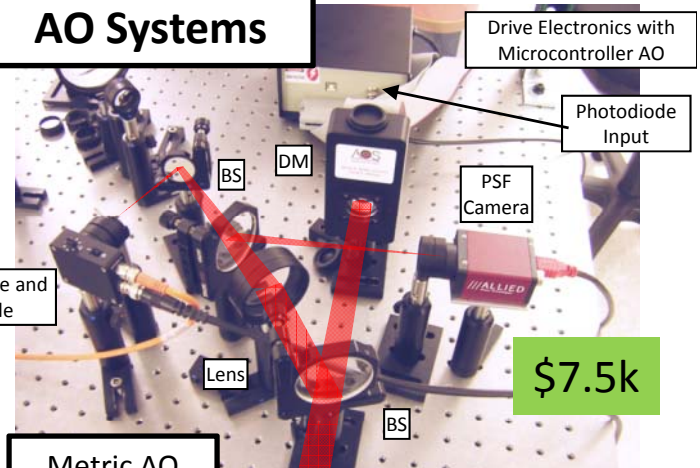 AO Systems
Drive Electronics with
Microcontroller AO
Photodiode
Input
BS
DM
PSF
Camera
AOS
///ALLIED
e and
le
Lens
$7.5k
BS
Metric AO